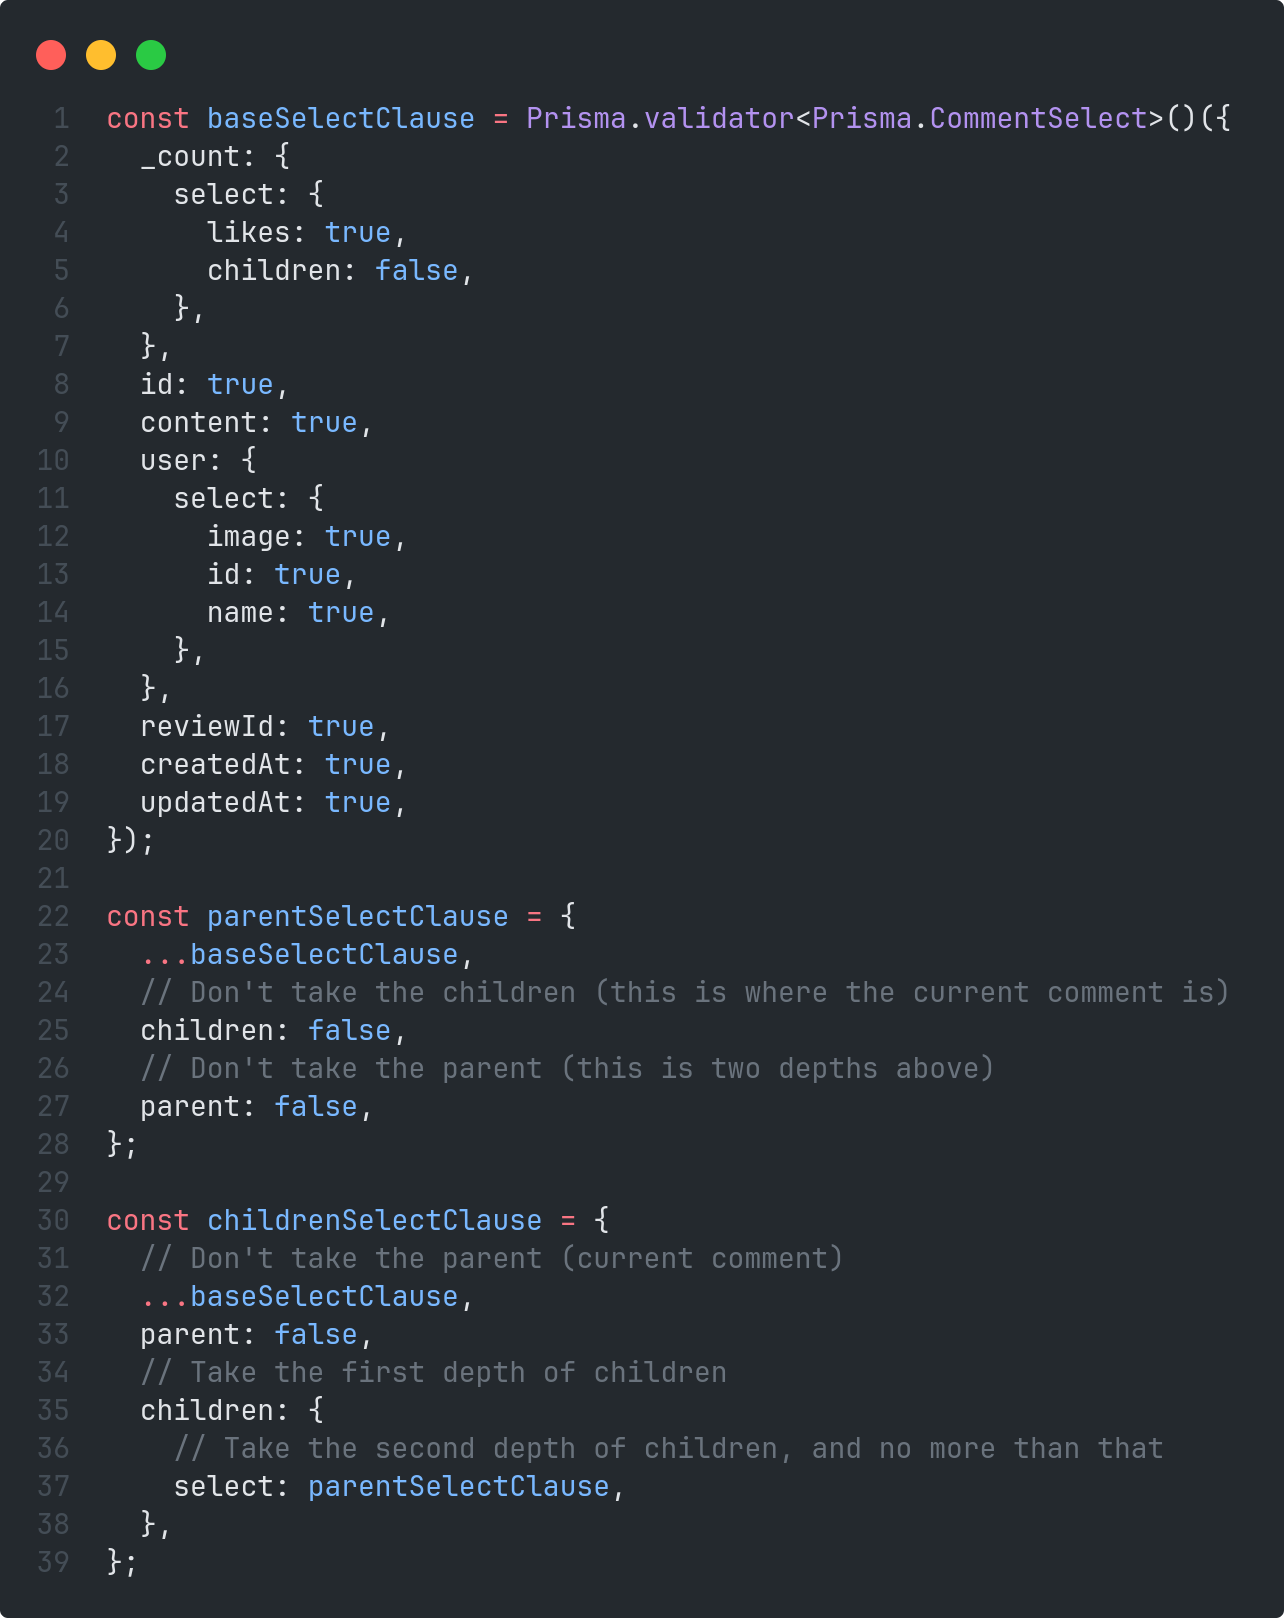 1 const baseSelectClause = Prisma.validator<Prisma.CommentSelect>()({
2   _count: {
3     select: {
4       likes: true,
5       children: false,
6     },
7   },
8   id: true,
9   content: true,
10   user: {
11     select: {
12       image: true,
13       id: true,
14       name: true,
15     },
16   },
17   reviewId: true,
18   createdAt: true,
19   updatedAt: true,
20 });
21
22 const parentSelectClause = {
23   ...baseSelectClause,
24   // Don't take the children (this is where the current comment is)
25   children: false,
26   // Don't take the parent (this is two depths above)
27   parent: false,
28 };
29
30 const childrenSelectClause = {
31   // Don't take the parent (current comment)
32   ...baseSelectClause,
33   parent: false,
34   // Take the first depth of children
35   children: {
36     // Take the second depth of children, and no more than that
37     select: parentSelectClause,
38   },
39 };